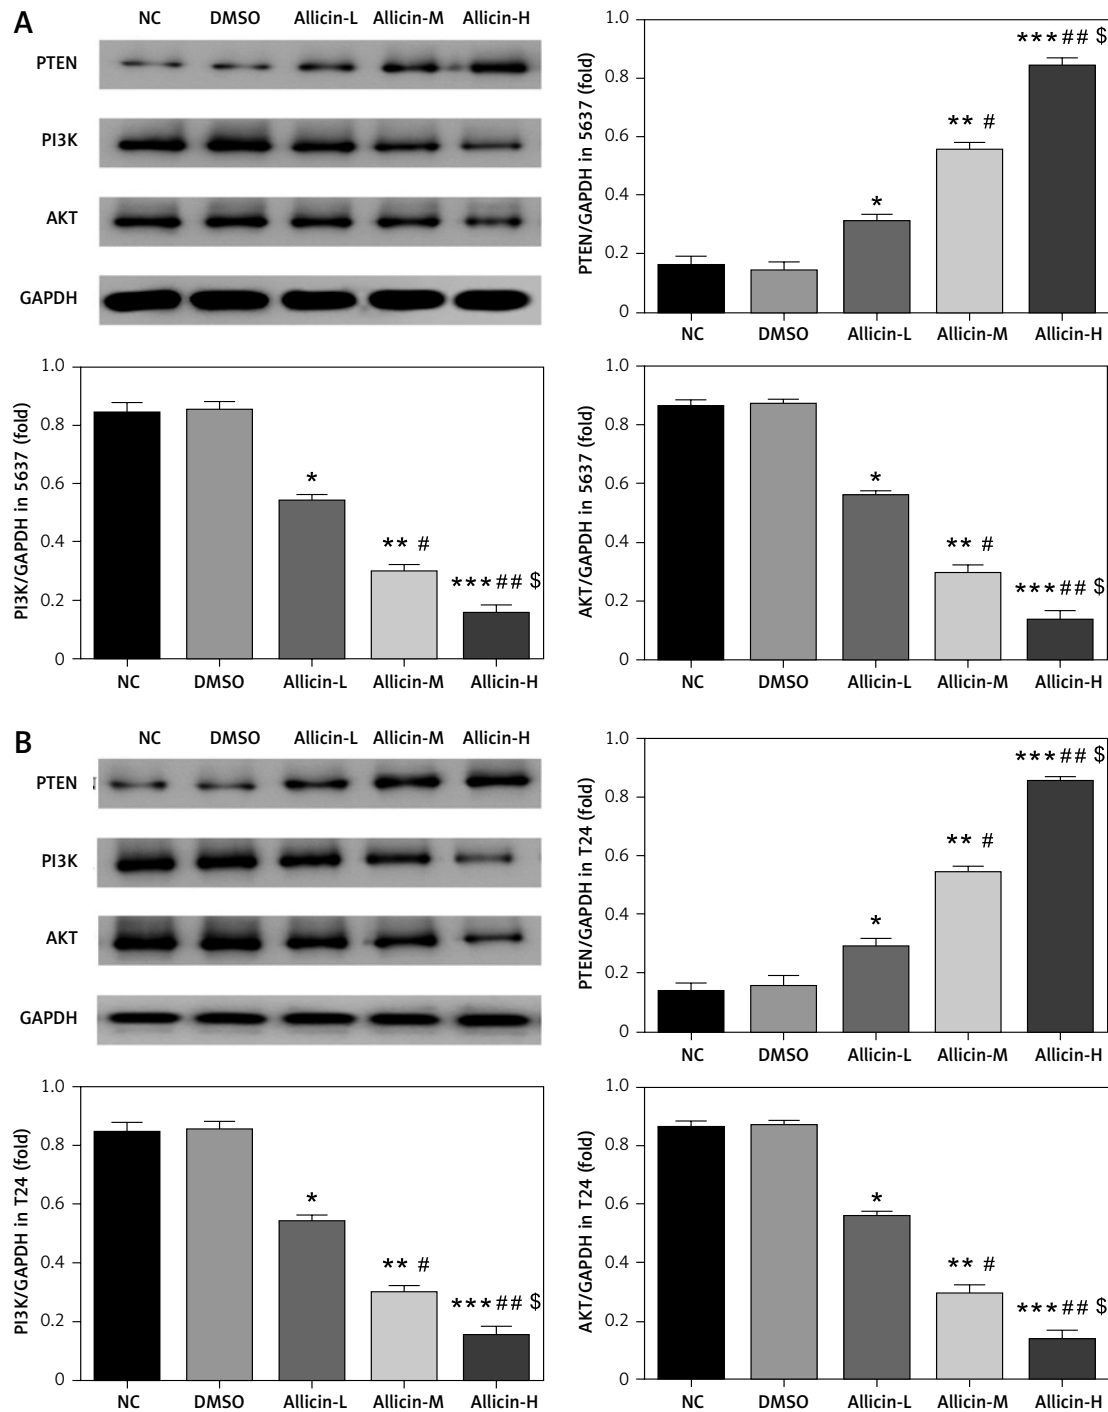 A
NC DMSO Allicin-L Allicin-M Allicin-H
PTEN
PI3K
AKT
GAPDH
PTEN/GAPDH in 5637 (fold)
1.0
0.8
0.6
0.4
0.2
0
*
** #
***## $
NC DMSO Allicin-L Allicin-M Allicin-H
PI3K/GAPDH in 5637 (fold)
1.0
0.8
0.6
0.4
0.2
0
*
** #
***## $
NC DMSO Allicin-L Allicin-M Allicin-H
AKT/GAPDH in 5637 (fold)
1.0
0.8
0.6
0.4
0.2
0
*
** #
***## $
NC DMSO Allicin-L Allicin-M Allicin-H
B
NC DMSO Allicin-L Allicin-M Allicin-H
PTEN
PI3K
AKT
GAPDH
PTEN/GAPDH in T24 (fold)
1.0
0.8
0.6
0.4
0.2
0
*
** #
***## $
NC DMSO Allicin-L Allicin-M Allicin-H
PI3K/GAPDH in T24 (fold)
1.0
0.8
0.6
0.4
0.2
0
*
** #
***## $
NC DMSO Allicin-L Allicin-M Allicin-H
AKT/GAPDH in T24 (fold)
1.0
0.8
0.6
0.4
0.2
0
*
** #
***## $
NC DMSO Allicin-L Allicin-M Allicin-H